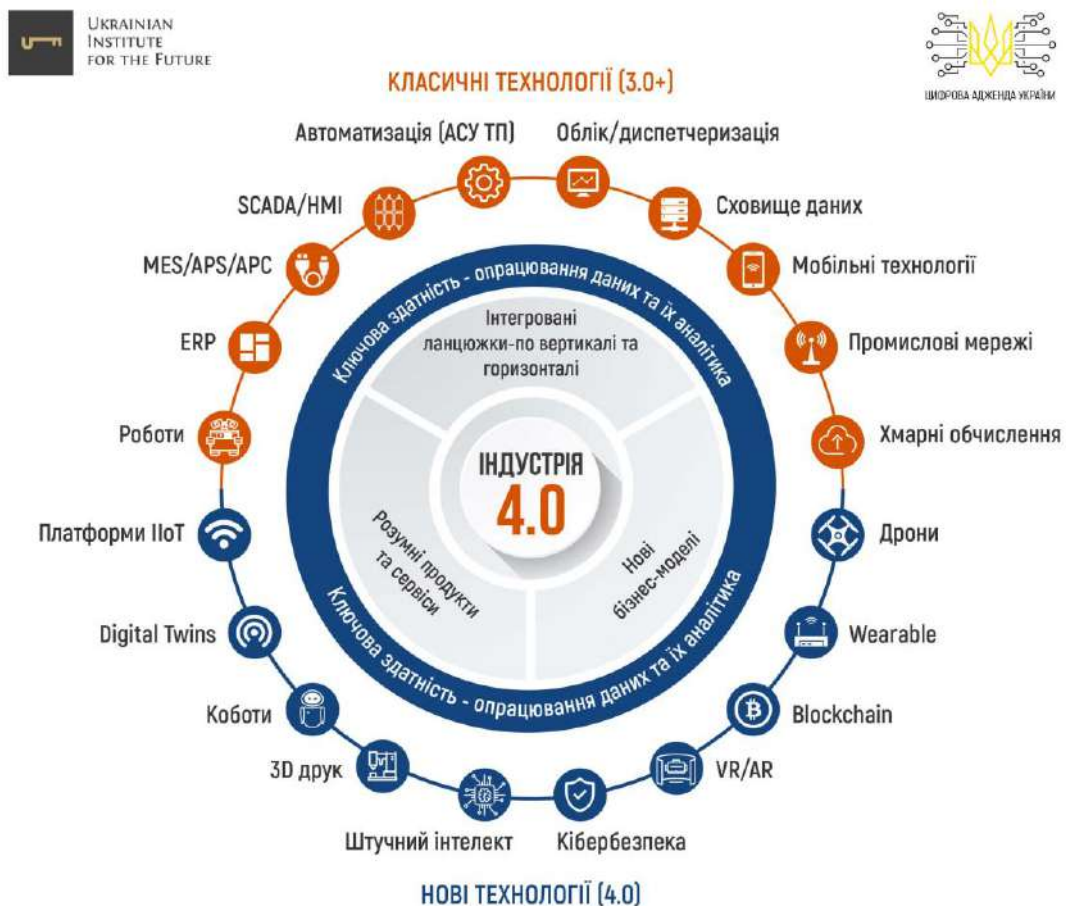 UKRAINIAN
INSTITUTE
FOR THE FUTURE
ЦИФРОВА АДЖЕНДА УКРАЇНИ
КЛАСИЧНІ ТЕХНОЛОГІЇ (3.0+)
Автоматизація (АСУ ТП)
Облік/диспетчеризація
SCADA/HMI
Сховище даних
MES/APS/APC
Мобільні технології
ERP
Промислові мережі
Роботи
Хмарні обчислення
Ключова здатність - опрацювання даних та їх аналітика
Інтегровані
ланцюжки-по вертикалі та
горизонталі
ІНДУСТРІЯ
4.0
Розумні продукти
та сервіси
Нові
бізнес-моделі
Ключова здатність - опрацювання даних та їх аналітика
Платформи IIoT
Дрони
Digital Twins
Wearable
Коботи
Blockchain
3D друк
VR/AR
Штучний інтелект
Кібербезпека
НОВІ ТЕХНОЛОГІЇ (4.0)